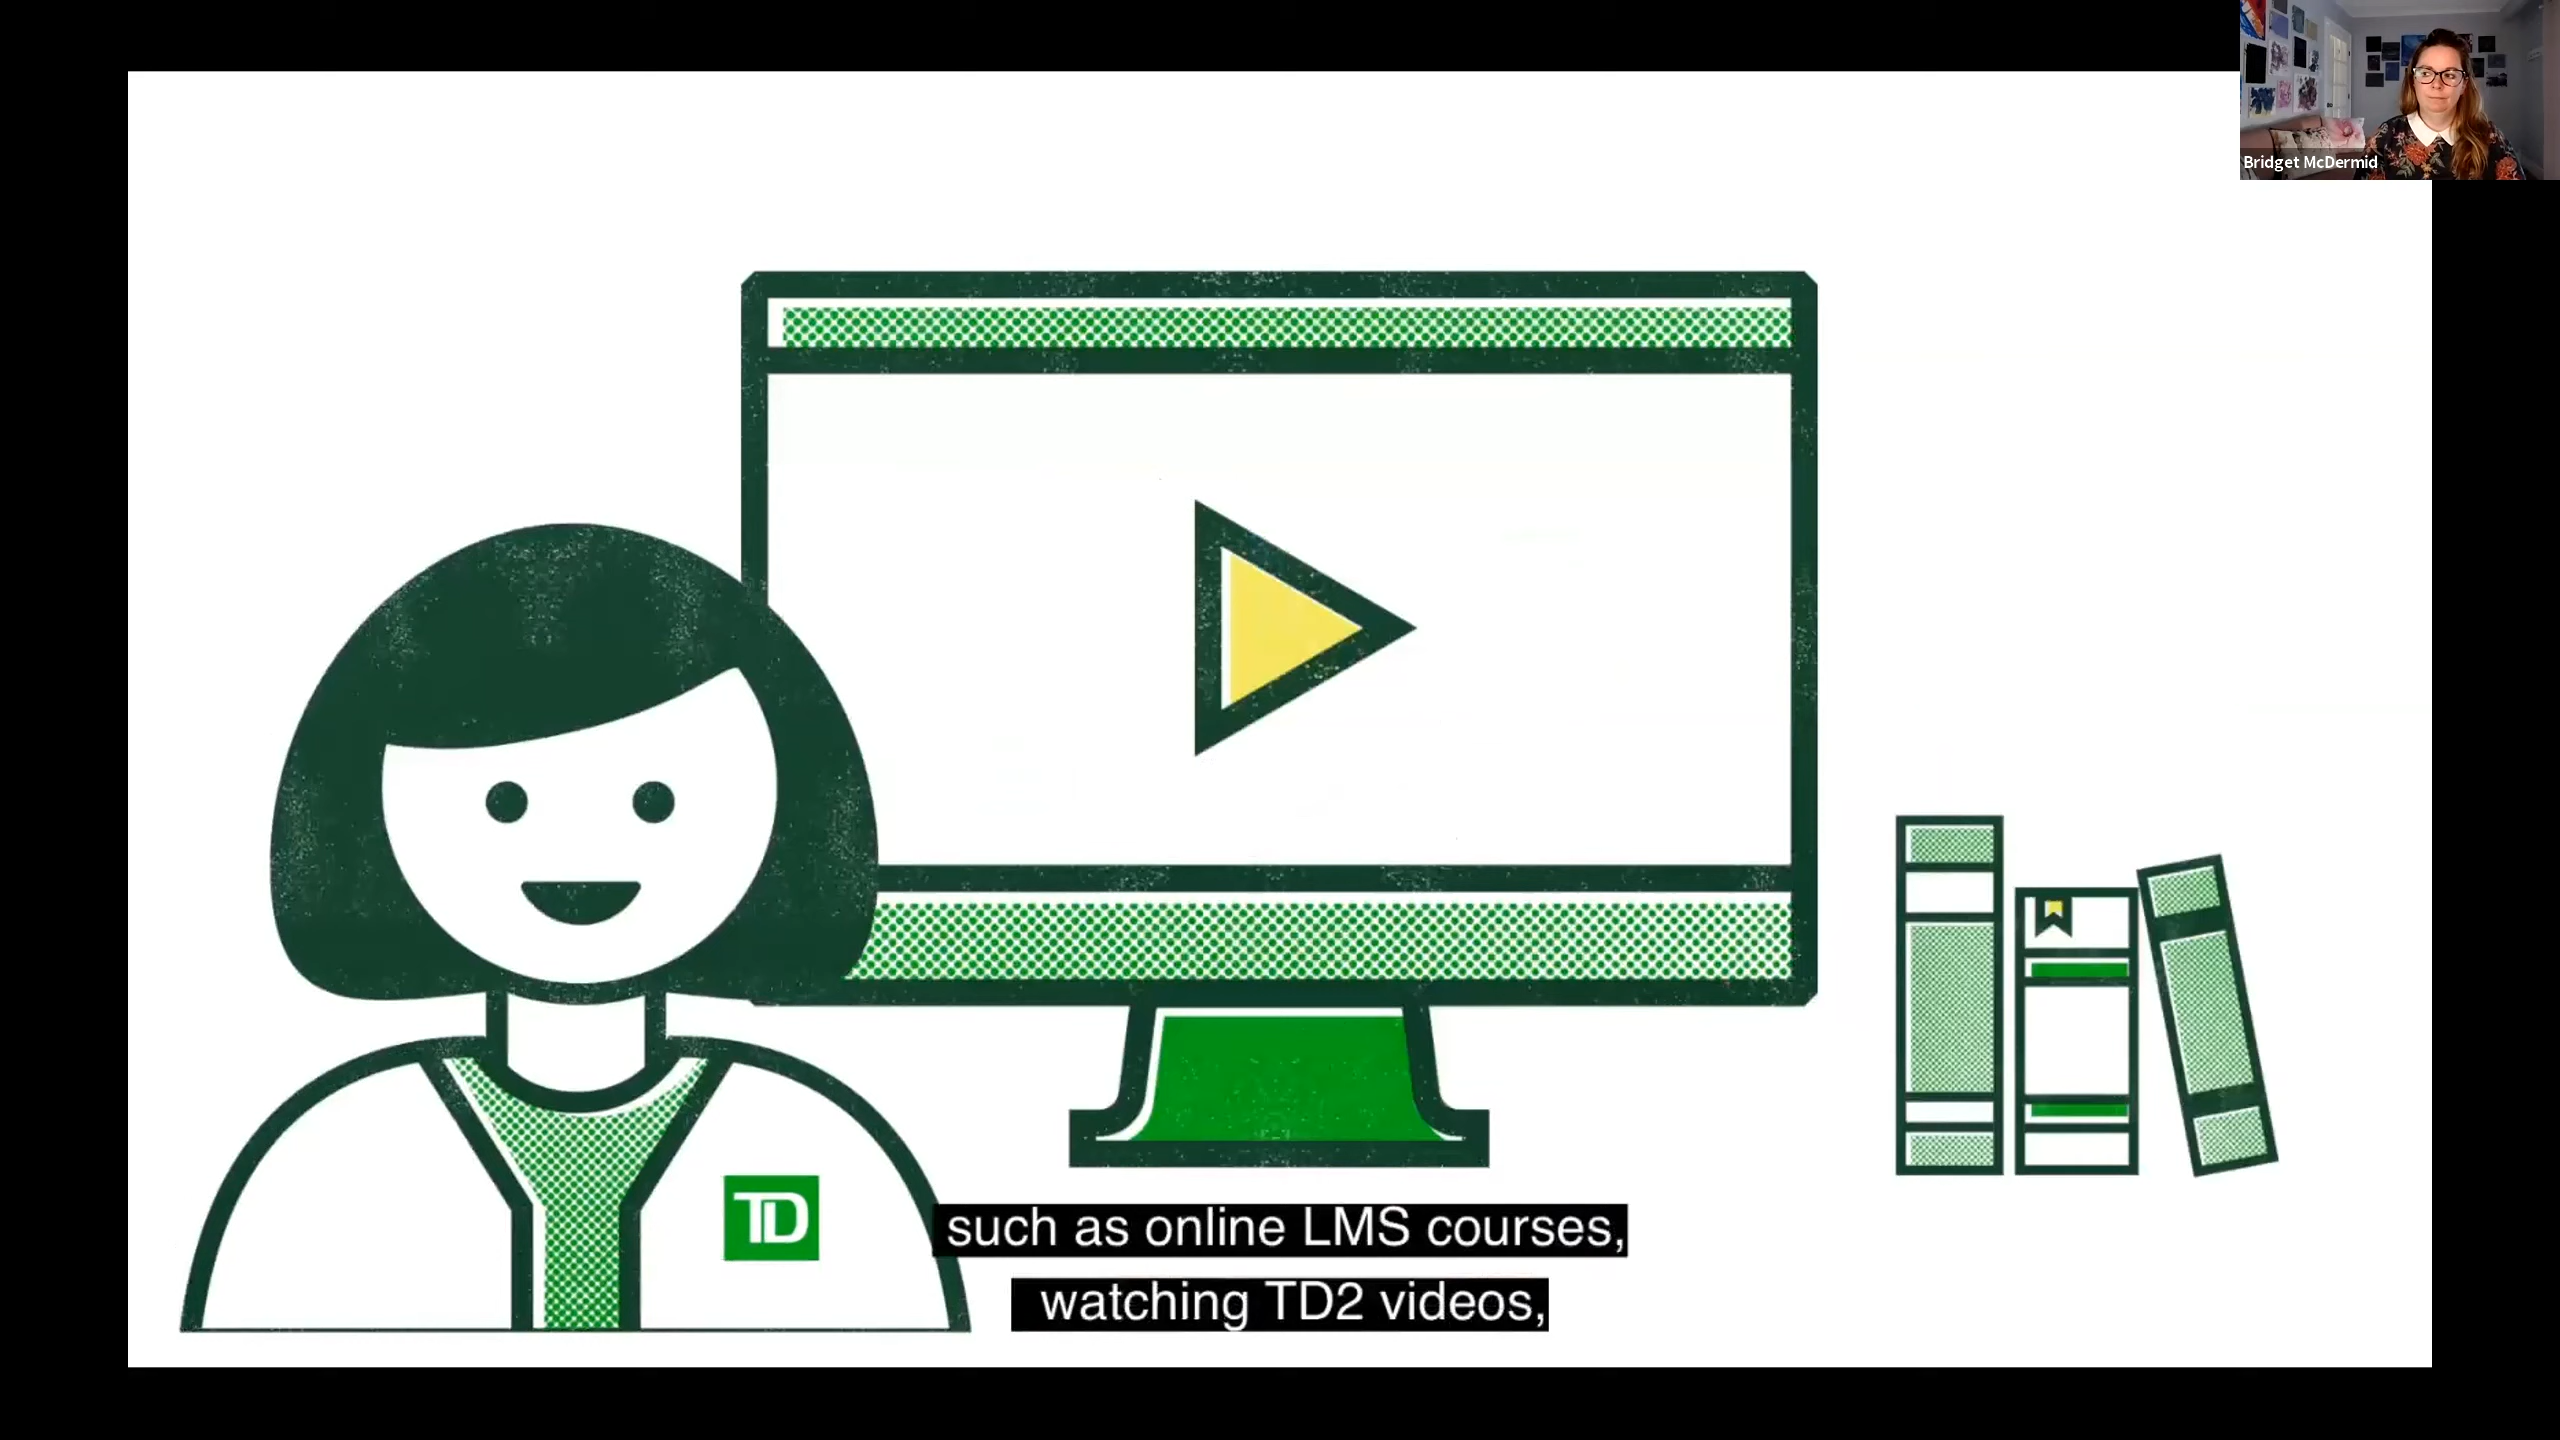 Bridget McDermid
TD
such as online LMS courses,
watching TD2 videos,